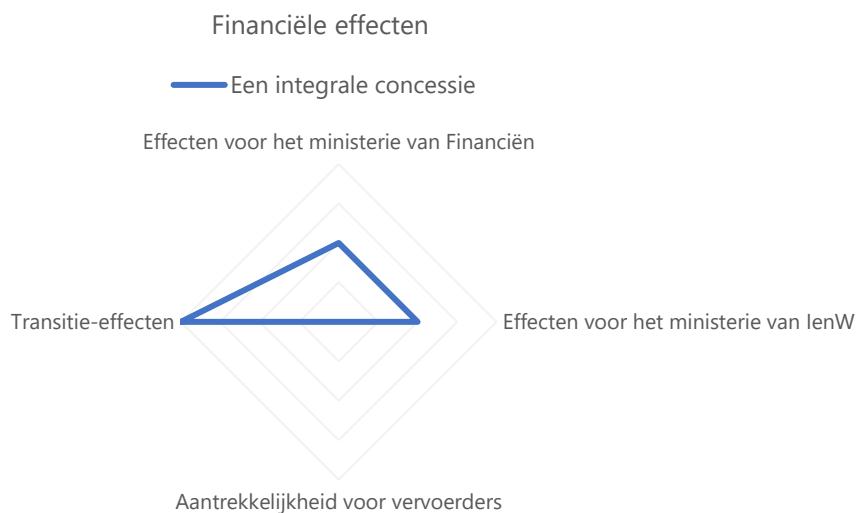 Financiële effecten
Een integrale concessie
Effecten voor het ministerie van Financiën
Transitie-effecten
Effecten voor het ministerie van IenW
Aantrekkelijkheid voor vervoerders